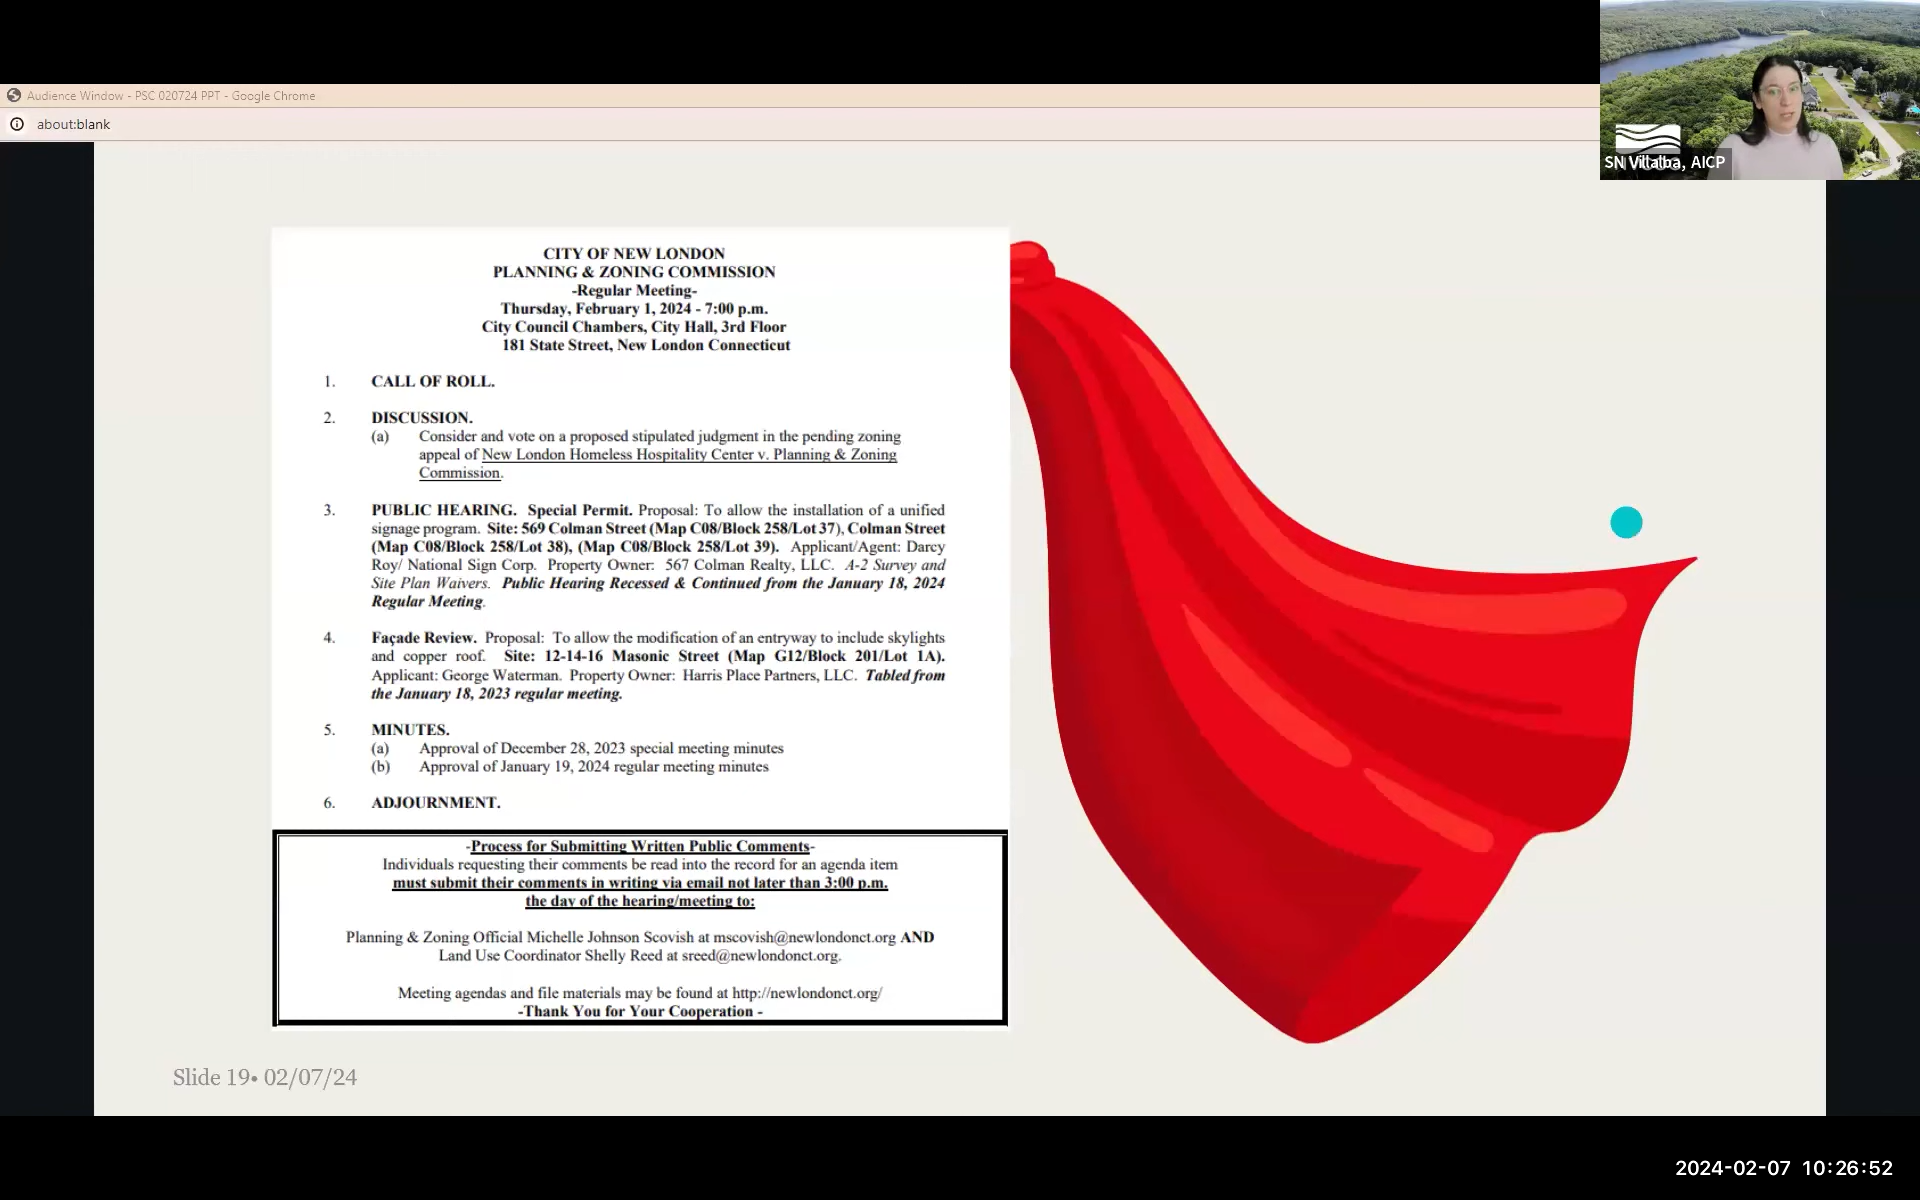 Audience Window - PSC 020724 PPT - Google Chrome
about:blank
SN Villalba, AICP
CITY OF NEW LONDON
PLANNING & ZONING COMMISSION
-Regular Meeting-
Thursday, February 1, 2024 - 7:00 p.m.
City Council Chambers, City Hall, 3rd Floor
181 State Street, New London Connecticut
1. CALL OF ROLL.
2. DISCUSSION.
(a) Consider and vote on a proposed stipulated judgment in the pending zoning
appeal of New London Homeless Hospitality Center v. Planning & Zoning
Commission.
3. PUBLIC HEARING. Special Permit. Proposal: To allow the installation of a unified
signage program. Site: 569 Colman Street (Map C08/Block 258/Lot 37), Colman Street
(Map C08/Block 258/Lot 38), (Map C08/Block 258/Lot 39). Applicant/Agent: Darcy
Roy/ National Sign Corp. Property Owner: 567 Colman Realty, LLC. A-2 Survey and
Site Plan Waivers. Public Hearing Recessed & Continued from the January 18, 2024
Regular Meeting.
4. Façade Review. Proposal: To allow the modification of an entryway to include skylights
and copper roof. Site: 12-14-16 Masonic Street (Map G12/Block 201/Lot 1A).
Applicant: George Waterman. Property Owner: Harris Place Partners, LLC. Tabled from
the January 18, 2023 regular meeting.
5. MINUTES.
(a) Approval of December 28, 2023 special meeting minutes
(b) Approval of January 19, 2024 regular meeting minutes
6. ADJOURNMENT.
-Process for Submitting Written Public Comments-
Individuals requesting their comments be read into the record for an agenda item
must submit their comments in writing via email not later than 3:00 p.m.
the day of the hearing/meeting to:
Planning & Zoning Official Michelle Johnson Scovish at mscovish@newlondonct.org AND
Land Use Coordinator Shelly Reed at sreed@newlondonct.org.
Meeting agendas and file materials may be found at http://newlondonct.org/
-Thank You for Your Cooperation -
Slide 19• 02/07/24
2024-02-07 10:26:52